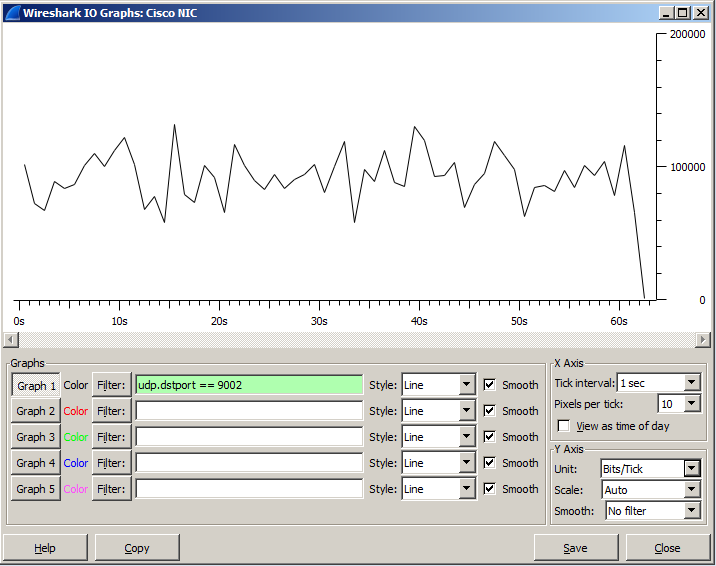 Wireshark IO Graphs: Cisco NIC
200000
100000
0
0s 10s 20s 30s 40s 50s 60s
Graphs
Graph 1 Color Filter: udp.dstport == 9002 Style: Line Smooth
Graph 2 Color Filter: Style: Line Smooth
Graph 3 Color Filter: Style: Line Smooth
Graph 4 Color Filter: Style: Line Smooth
Graph 5 Color Filter: Style: Line Smooth
X Axis
Tick interval: 1 sec
Pixels per tick: 10
View as time of day
Y Axis
Unit: Bits/Tick
Scale: Auto
Smooth: No filter
Help Copy Save Close